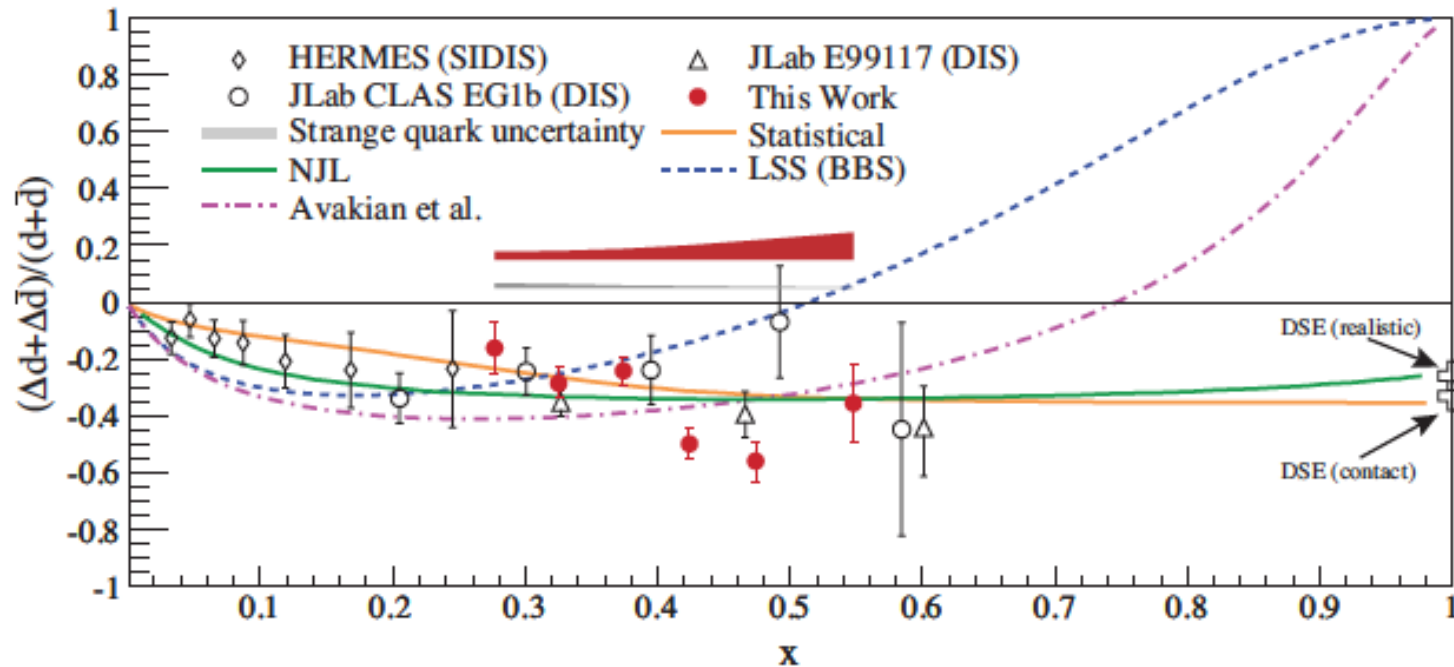 1
0.8
0.6
0.4
0.2
0
-0.2
-0.4
-0.6
-0.8
-1
(Δd+Δd̄)/(d+d̄)
HERMES (SIDIS)
JLab E99117 (DIS)
JLab CLAS EG1b (DIS)
This Work
Strange quark uncertainty
Statistical
NJL
LSS (BBS)
Avakian et al.
DSE (realistic)
DSE (contact)
0.1 0.2 0.3 0.4 0.5 0.6 0.7 0.8 0.9 1
x